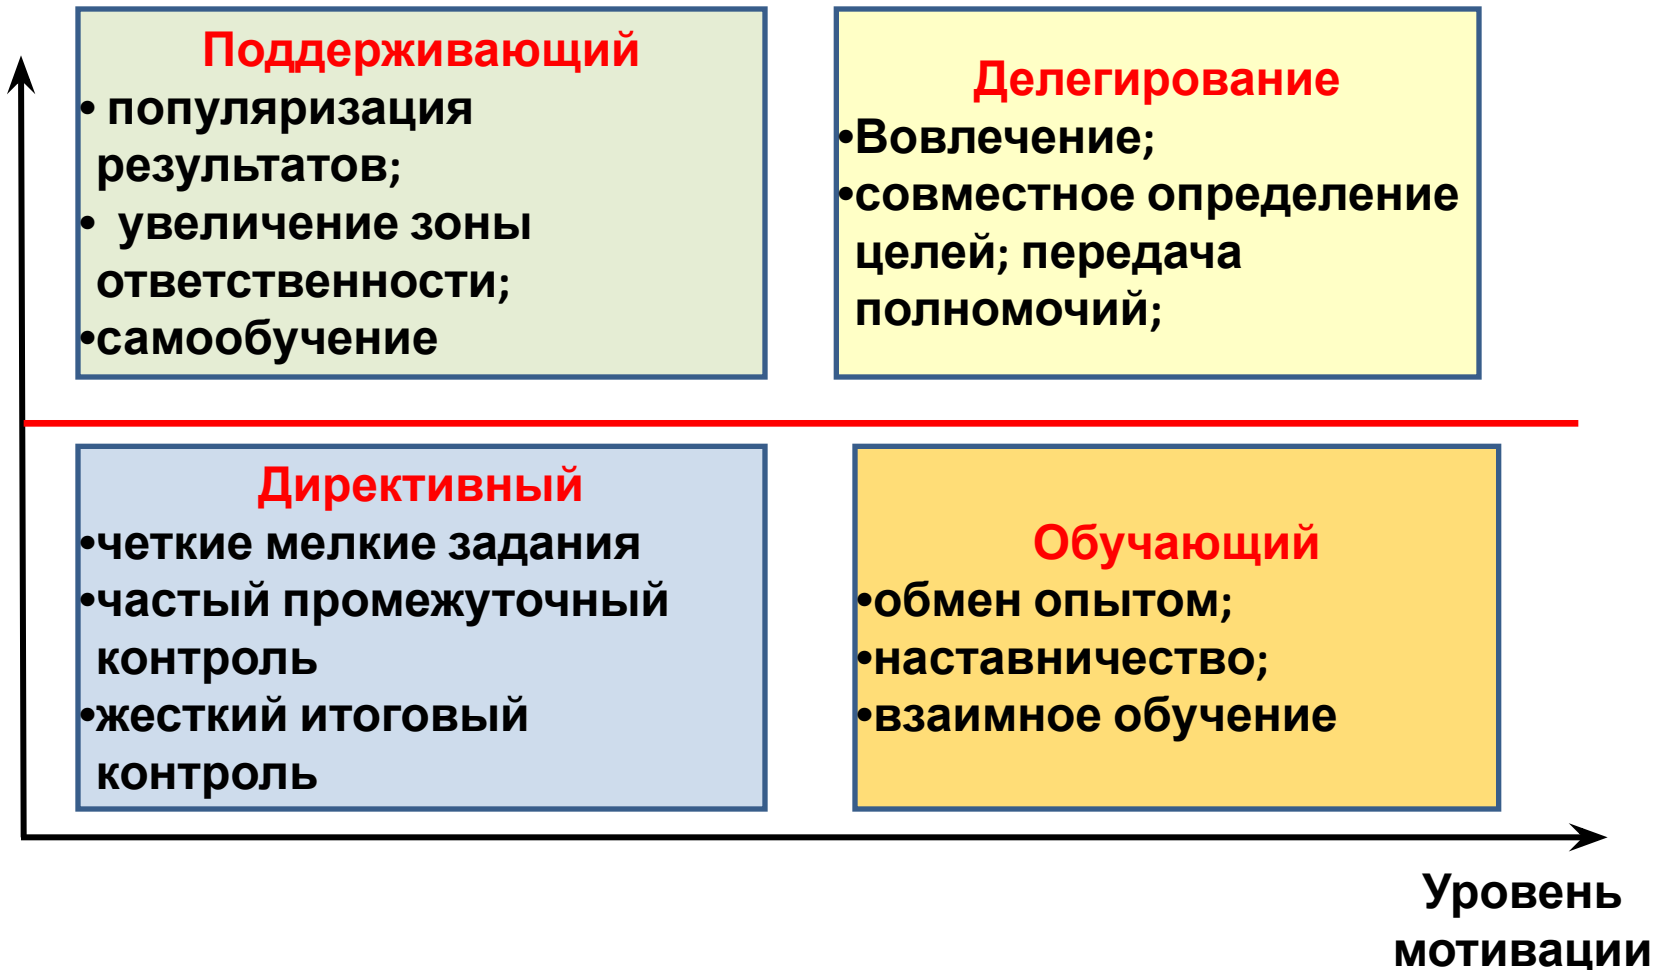 Поддерживающий
• популяризация
результатов;
• увеличение зоны
ответственности;
•самообучение
Делегирование
•Вовлечение;
•совместное определение
целей; передача
полномочий;
Директивный
•четкие мелкие задания
•частый промежуточный
контроль
•жесткий итоговый
контроль
Обучающий
•обмен опытом;
•наставничество;
•взаимное обучение
Уровень
мотивации